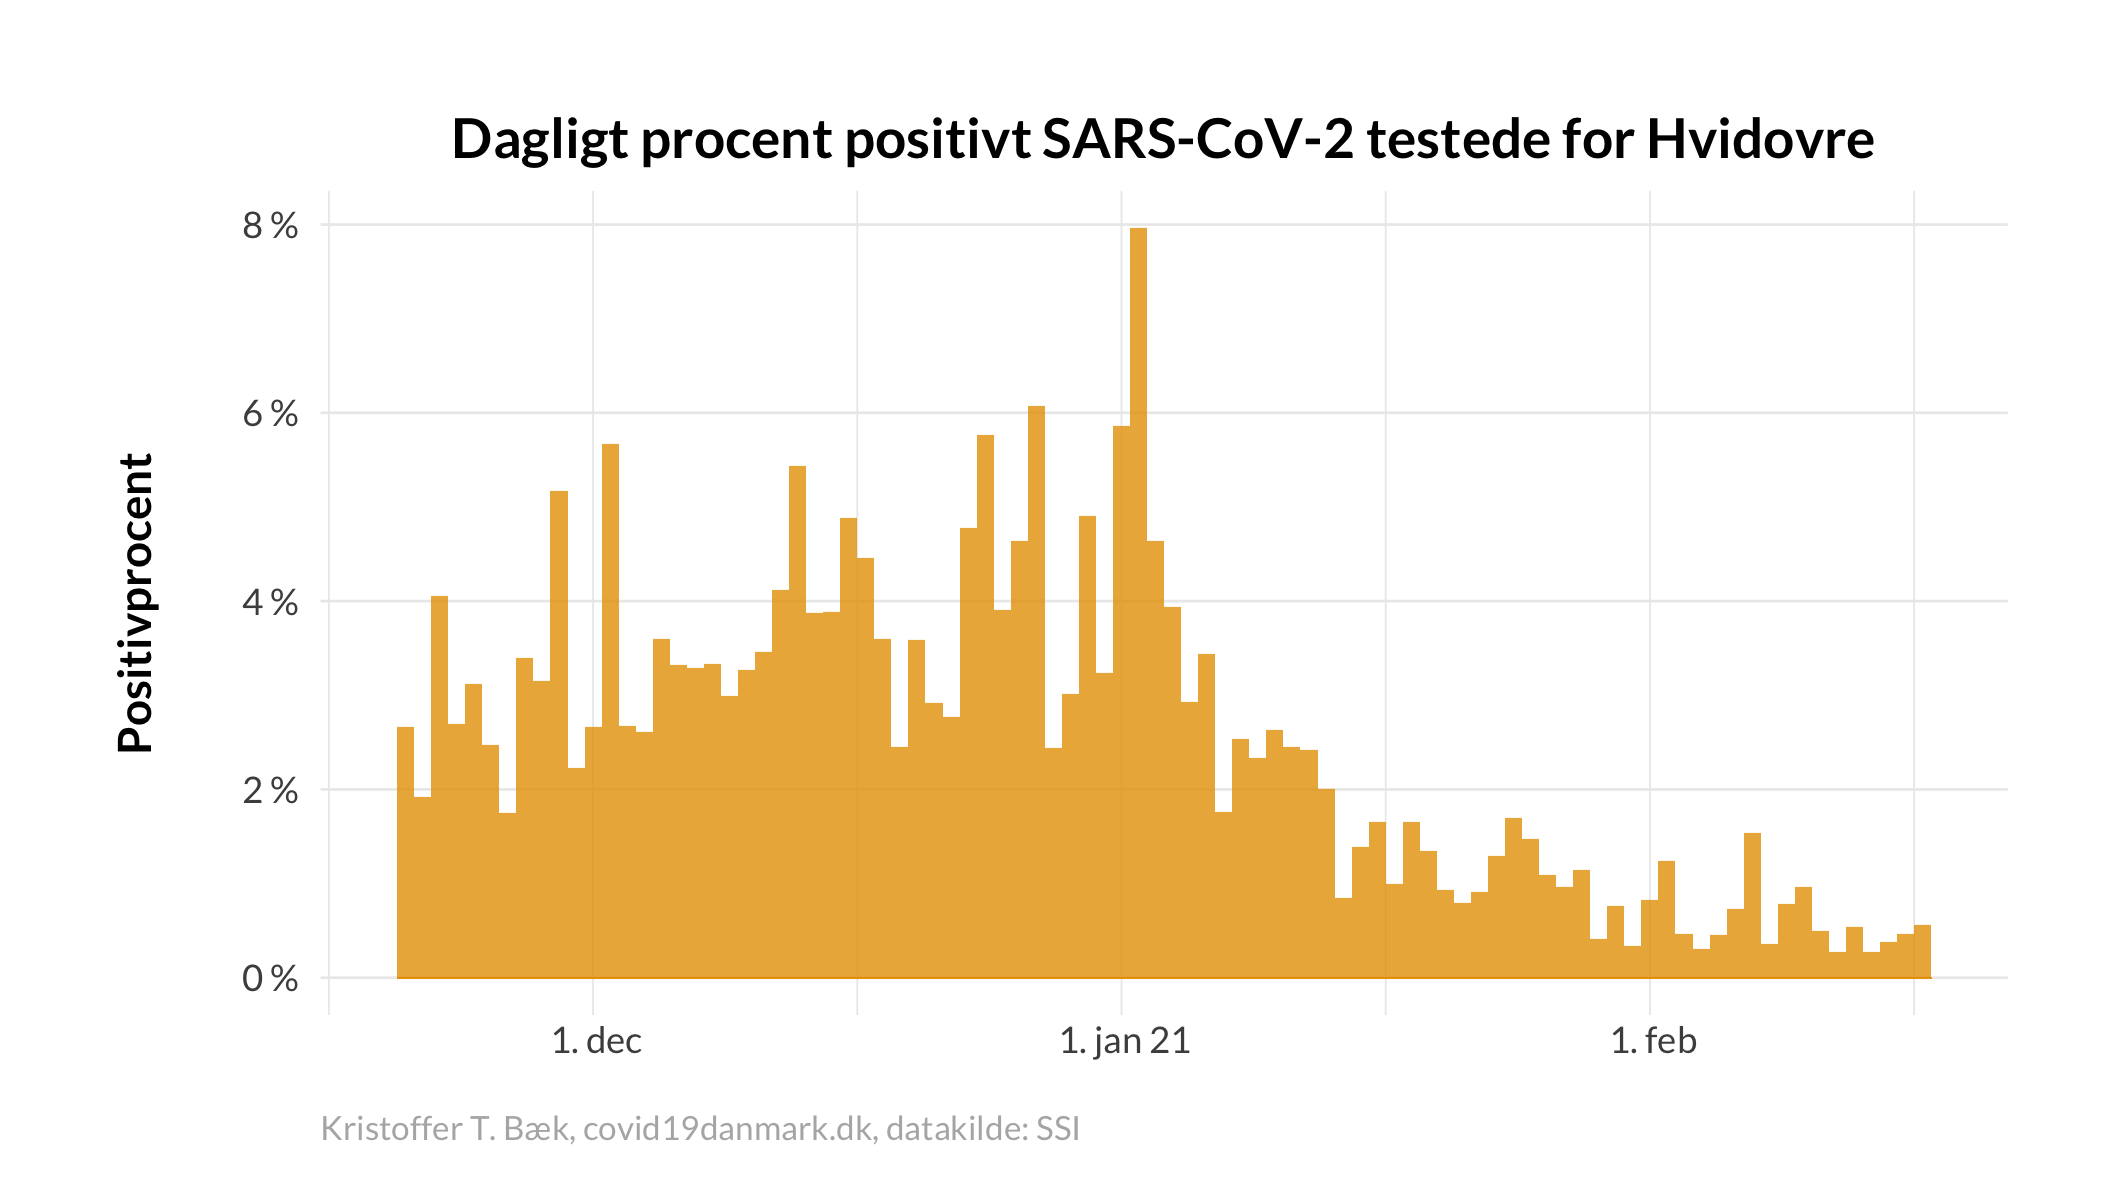 Dagligt procent positivt SARS-CoV-2 testede for Hvidovre
Positivprocent
8 %
6 %
4 %
2 %
0 %
1. dec
1. jan 21
1. feb
Kristoffer T. Bæk, covid19danmark.dk, datakilde: SSI